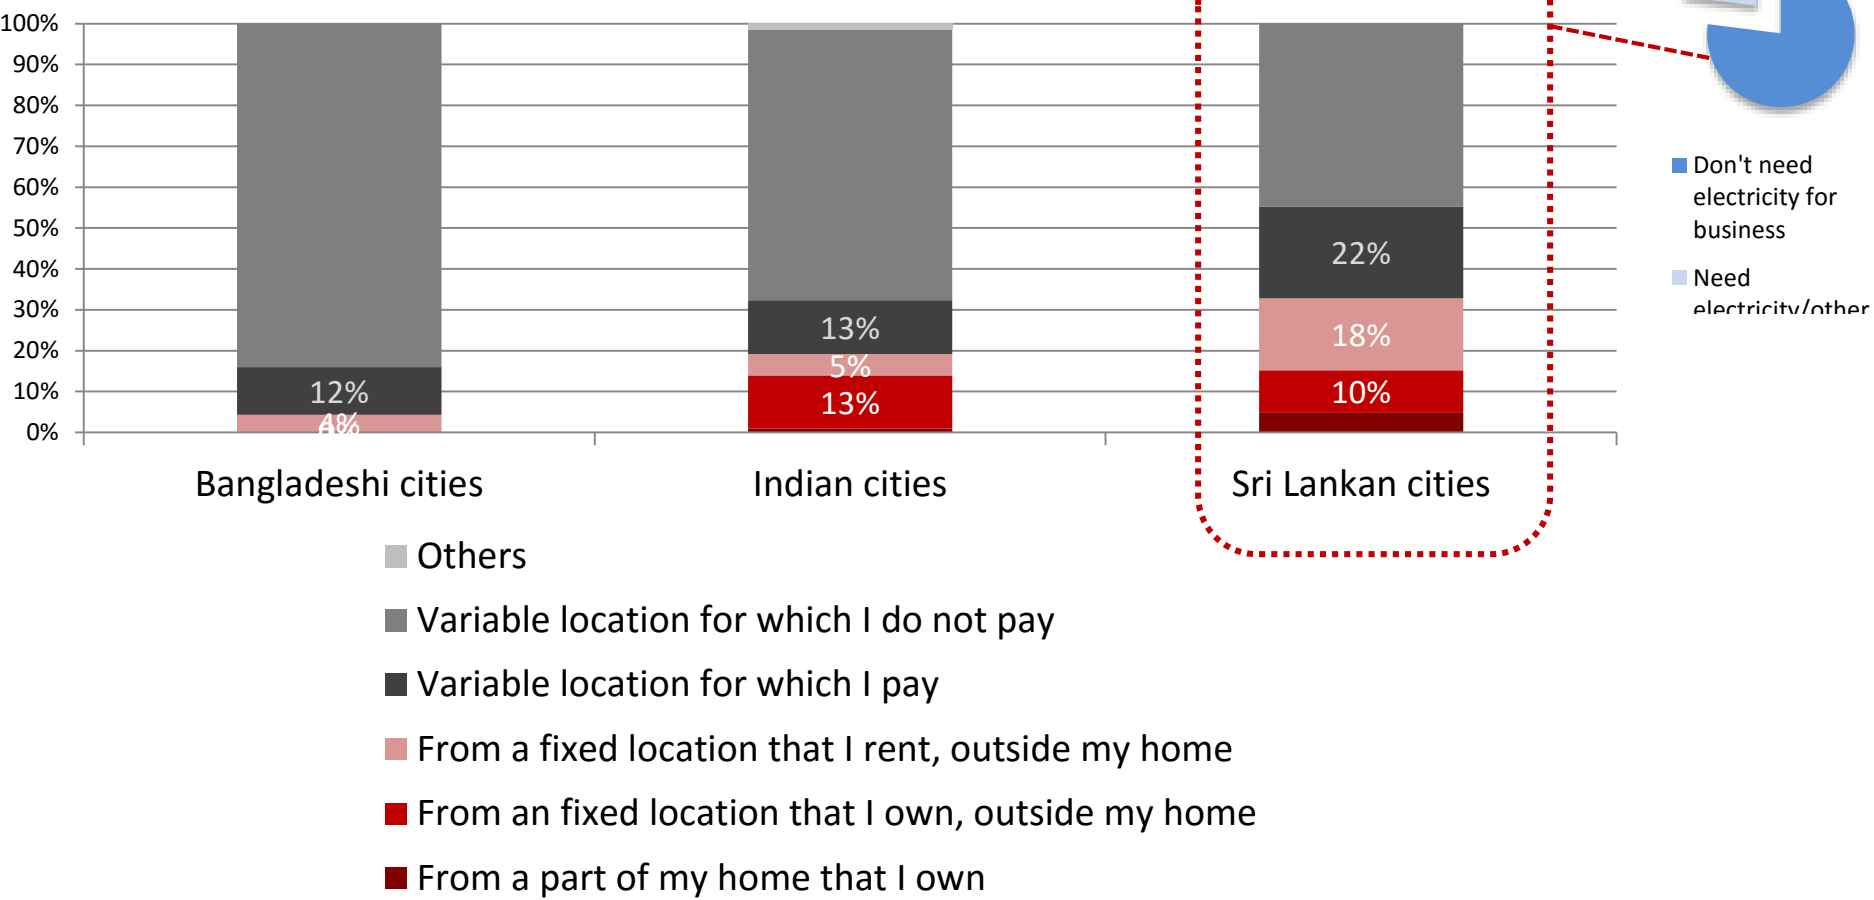 100%
90%
80%
70%
60%
50%
40%
30%
20%
10%
0%
12%
4%
13%
5%
13%
22%
18%
10%
Bangladeshi cities
Indian cities
Sri Lankan cities
Others
Variable location for which I do not pay
Variable location for which I pay
From a fixed location that I rent, outside my home
From an fixed location that I own, outside my home
From a part of my home that I own
Don't need
electricity for
business
Need
electricity/other